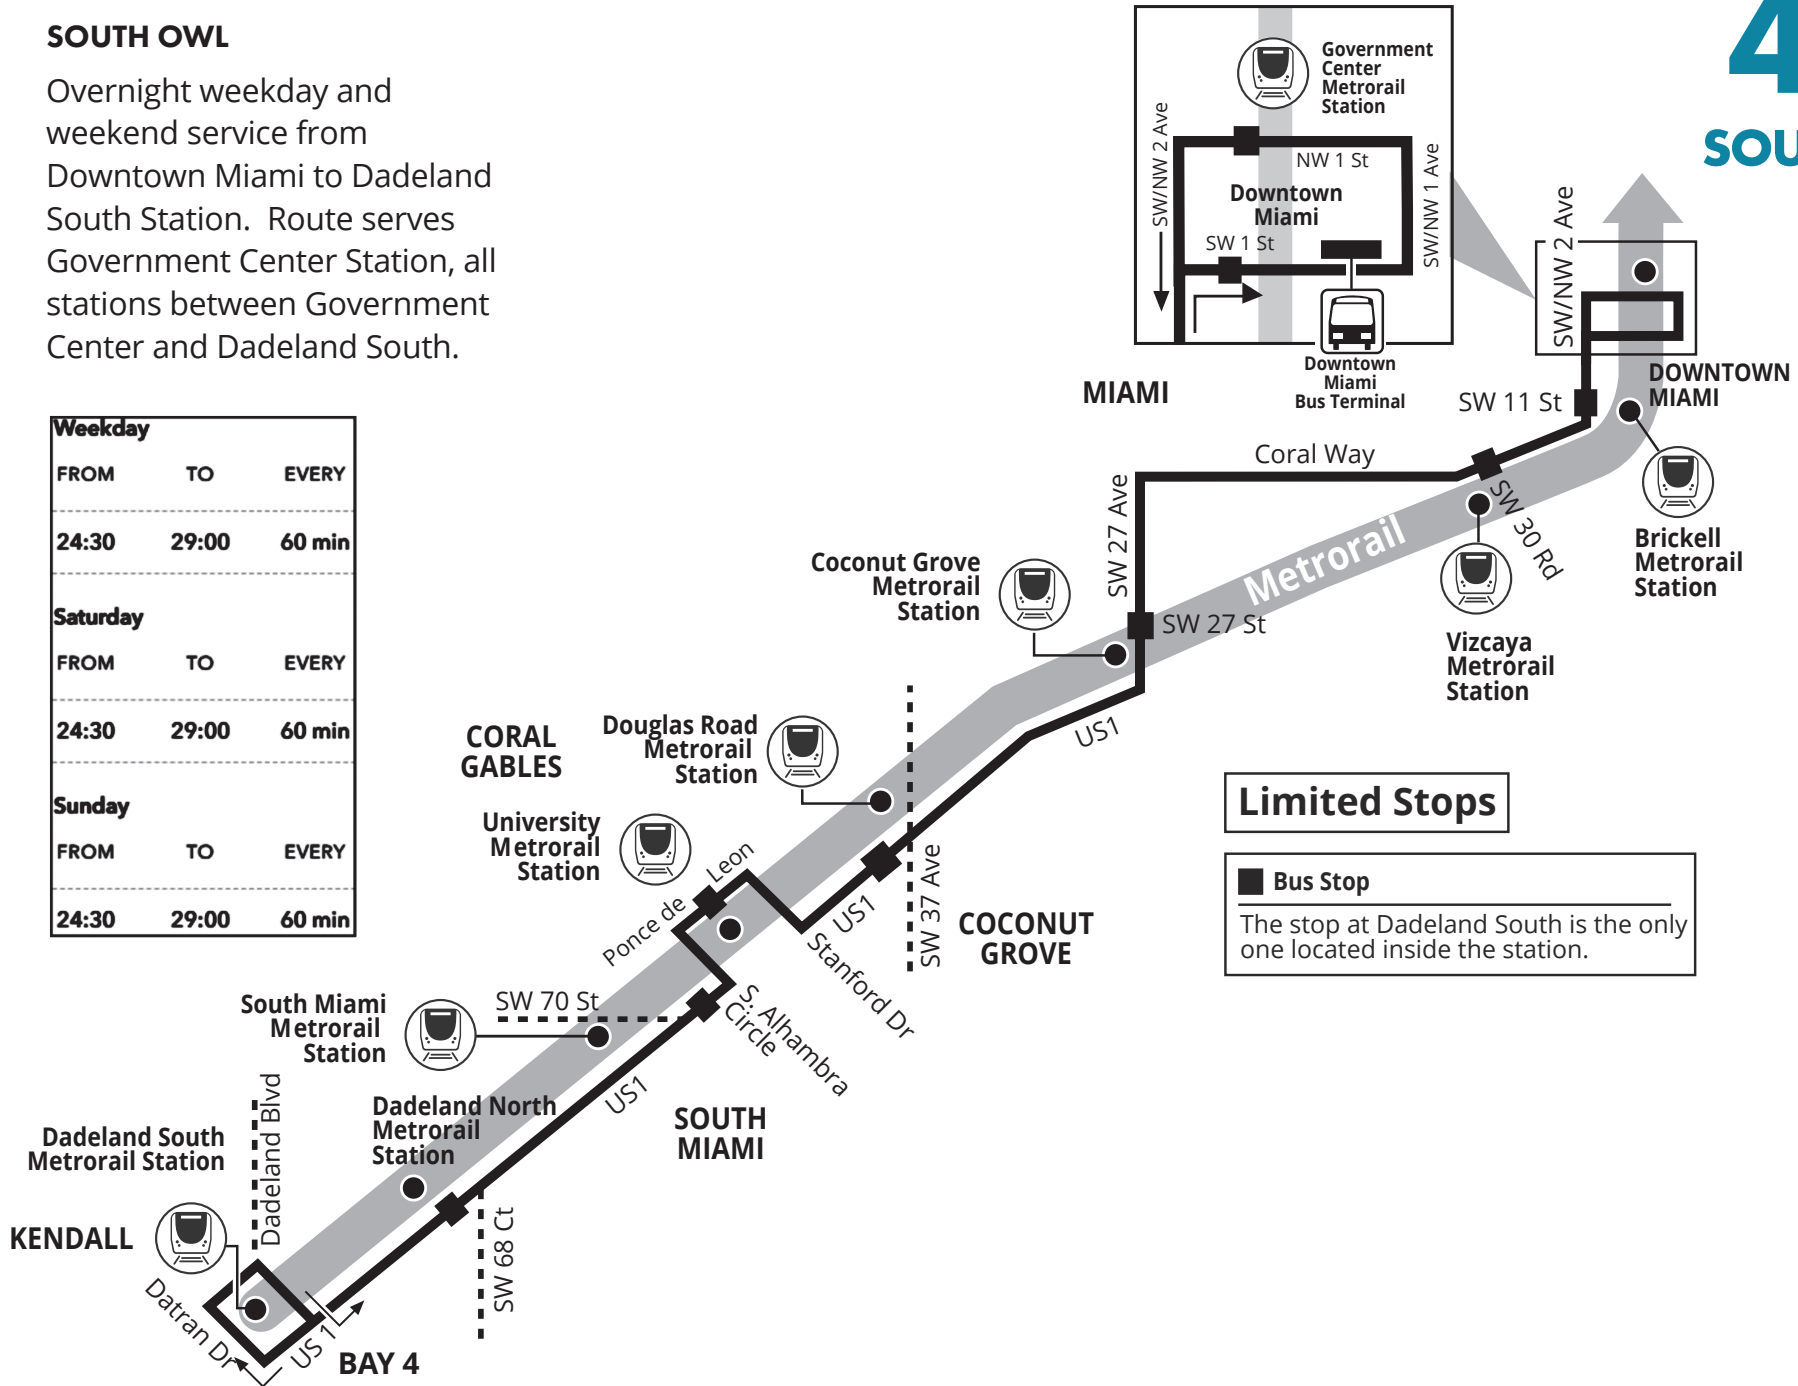 SOUTH OWL
Overnight weekday and
weekend service from
Downtown Miami to Dadeland
South Station. Route serves
Government Center Station, all
stations between Government
Center and Dadeland South.
Weekday
FROM TO EVERY
24:30 29:00 60 min
Saturday
FROM TO EVERY
24:30 29:00 60 min
Sunday
FROM TO EVERY
24:30 29:00 60 min
Government
Center
Metrorail
Station
SW/NW 2 Ave
NW 1 St
SW/NW 1 Ave
Downtown
Miami
SW 1 St
Downtown
Miami
Bus Terminal
4
SOU
SW/NW 2 Ave
DOWNTOWN
MIAMI
MIAMI
SW 11 St
Coral Way
SW 27 Ave
SW 30 Rd
Brickell
Metrorail
Station
Metrorail
Vizcaya
Metrorail
Station
Coconut Grove
Metrorail
Station
SW 27 St
US1
CORAL
GABLES
Douglas Road
Metrorail
Station
University
Metrorail
Station
Ponce de Leon
US1
SW 37 Ave
COCONUT
GROVE
Stanford Dr
S. Alhambra
Circle
South Miami
Metrorail
Station
SW 70 St
US1
SOUTH
MIAMI
Dadeland North
Metrorail
Station
Dadeland Blvd
Dadeland South
Metrorail Station
KENDALL
SW 68 Ct
Datran Dr
US 1
BAY 4
Limited Stops
Bus Stop
The stop at Dadeland South is the only
one located inside the station.